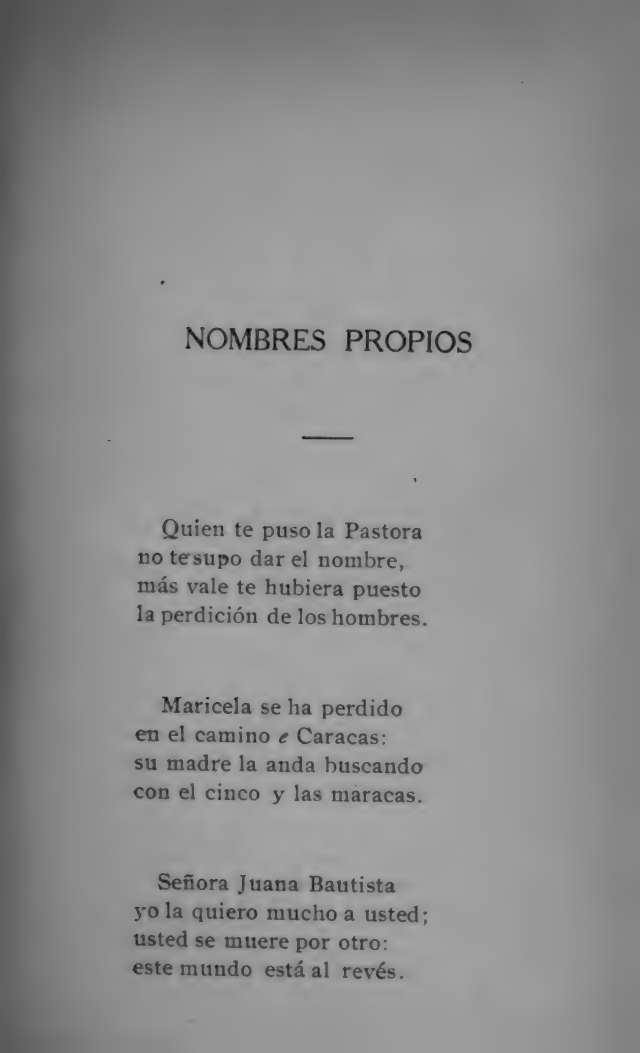 NOMBRES PROPIOS
Quien te puso la Pastora
no te supo dar el nombre,
más vale te hubiera puesto
la perdición de los hombres.
Maricela se ha perdido
en el camino e Caracas:
su madre la anda buscando
con el cinco y las maracas.
Señora Juana Bautista
yo la quiero mucho a usted;
usted se muere por otro:
este mundo está al revés.